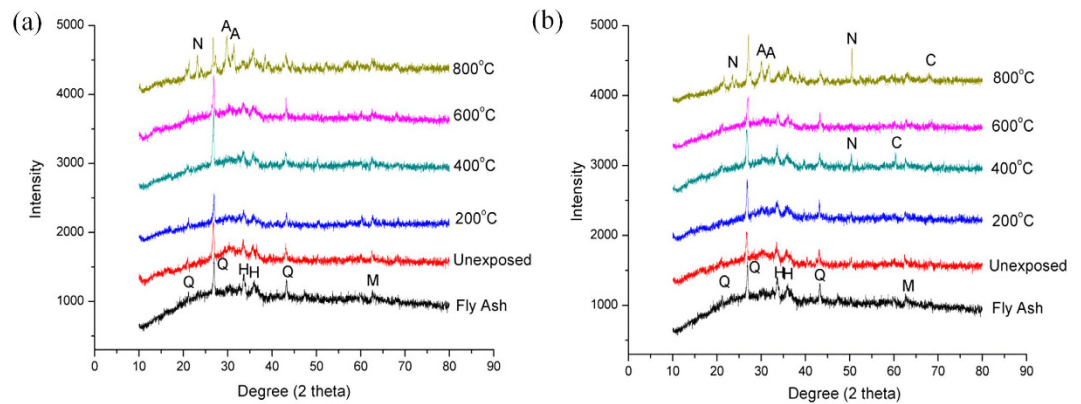 (a)
5000
4000
3000
2000
1000
Intensity
N
A
A
800°C
600°C
400°C
200°C
Unexposed
Q
Q
H
H
Q
M
Fly Ash
0 10 20 30 40 50 60 70 80 90
Degree (2 theta)
(b)
5000
4000
3000
2000
1000
Intensity
N
A
A
N
C
800°C
600°C
N
C
400°C
200°C
Unexposed
Q
Q
H
H
Q
M
Fly Ash
0 10 20 30 40 50 60 70 80 90
Degree (2 theta)